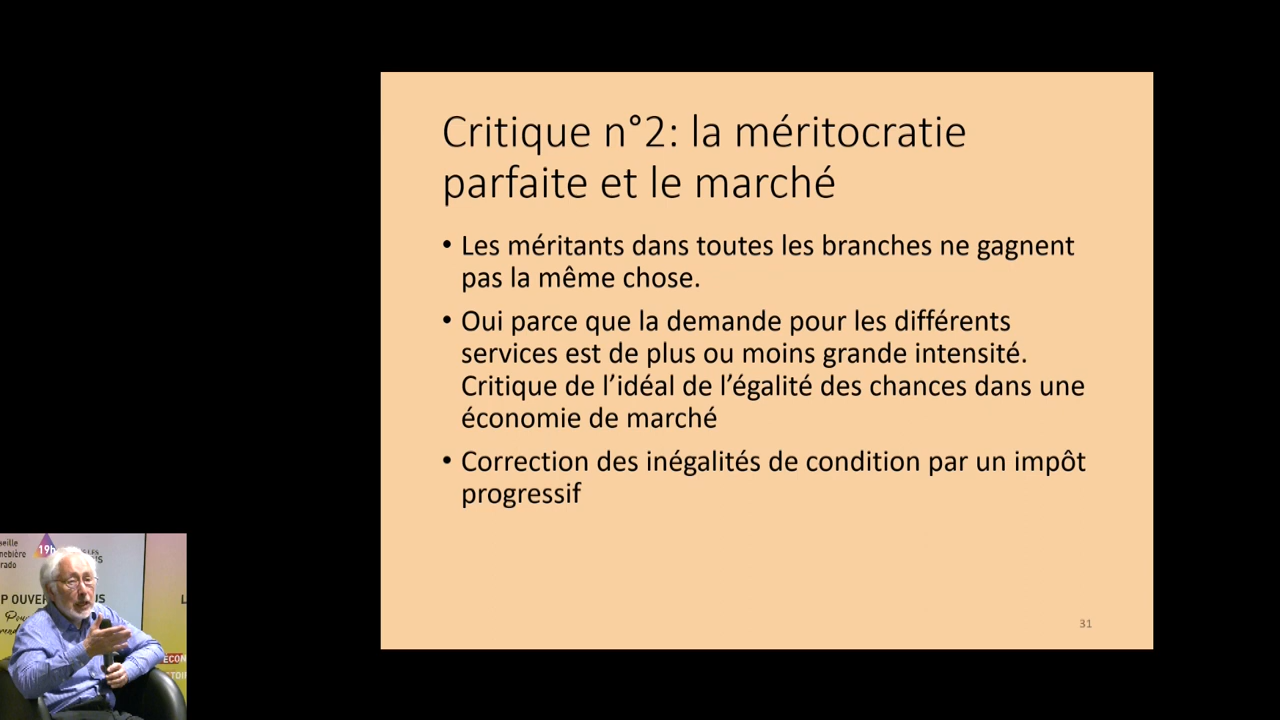 Critique n°2: la méritocratie
parfaite et le marché
• Les méritants dans toutes les branches ne gagnent
pas la même chose.
• Oui parce que la demande pour les différents
services est de plus ou moins grande intensité.
Critique de l’idéal de l’égalité des chances dans une
économie de marché
• Correction des inégalités de condition par un impôt
progressif
31
19h
P OUVER